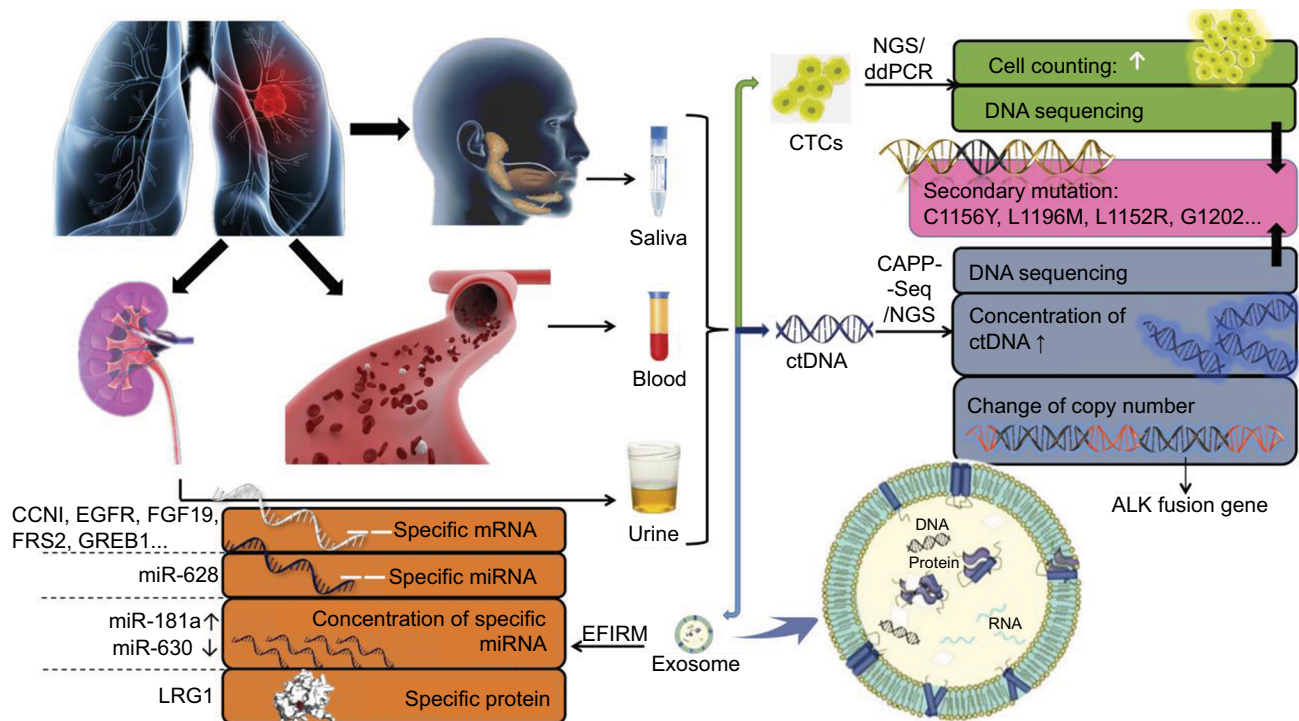 NGS/
ddPCR
CTCs
Cell counting: ↑
DNA sequencing
Secondary mutation:
C1156Y, L1196M, L1152R, G1202...
Saliva
Blood
Urine
CAPP-
-Seq
/NGS
ctDNA
DNA sequencing
Concentration of
ctDNA ↑
Change of copy number
ALK fusion gene
CCNI, EGFR, FGF19,
FRS2, GREB1...
Specific mRNA
miR-628
Specific miRNA
miR-181a↑
miR-630 ↓
Concentration of specific
miRNA
LRG1
Specific protein
EFIRM
Exosome
DNA
Protein
RNA